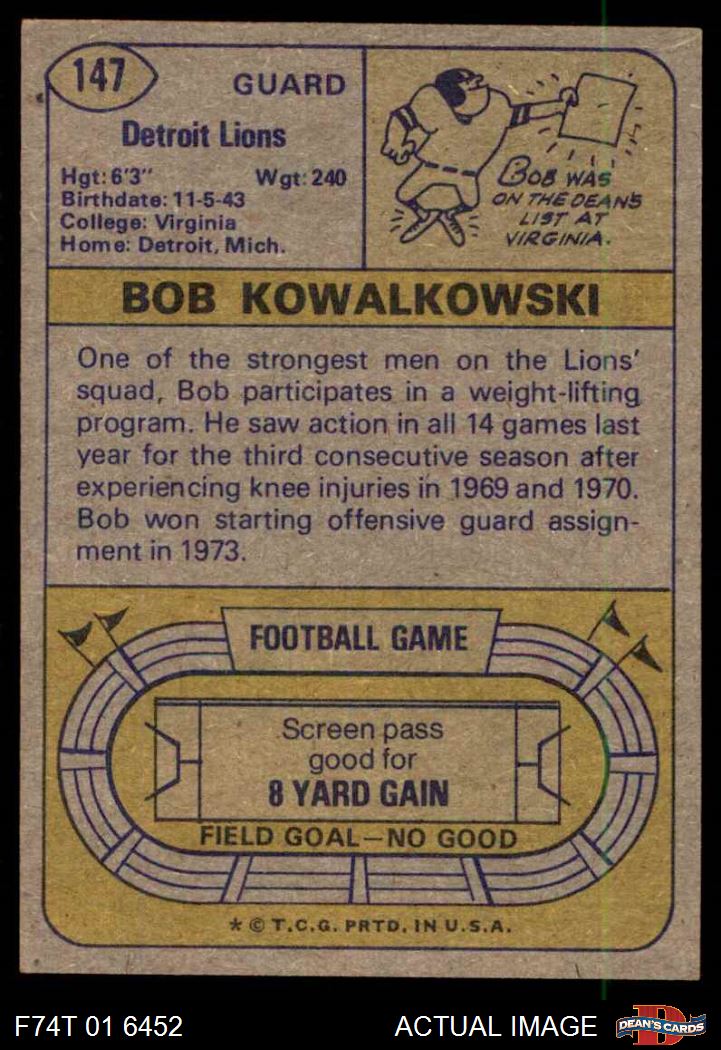 147
GUARD
Detroit Lions
Hgt: 6'3" Wgt: 240
Birthdate: 11-5-43
College: Virginia
Home: Detroit, Mich.
BOB WAS
ON THE DEAN'S
LIST AT
VIRGINIA.
BOB KOWALKOWSKI
One of the strongest men on the Lions'
squad, Bob participates in a weight-lifting
program. He saw action in all 14 games last
year for the third consecutive season after
experiencing knee injuries in 1969 and 1970.
Bob won starting offensive guard assign-
ment in 1973.
FOOTBALL GAME
Screen pass
good for
8 YARD GAIN
FIELD GOAL—NO GOOD
* © T.C.G. PRTD. IN U.S.A.
F74T 01 6452
ACTUAL IMAGE
D
DEAN'S CARDS